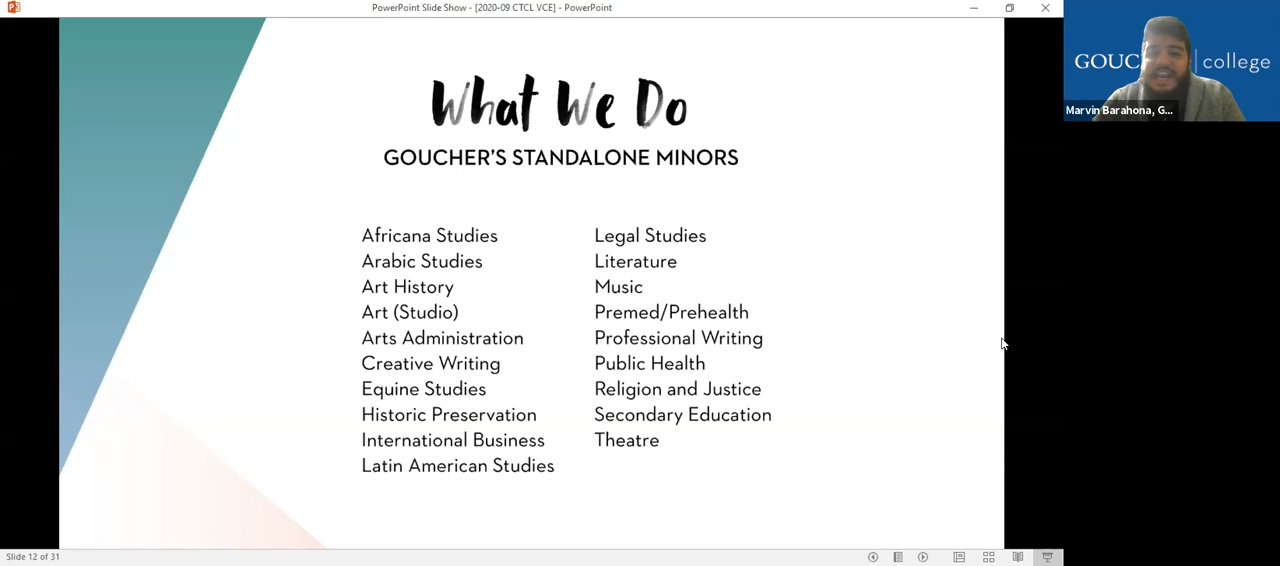 PowerPoint Slide Show - [2020-09 CTCL VCE] - PowerPoint
What We Do
GOUCHER'S STANDALONE MINORS
Africana Studies
Arabic Studies
Art History
Art (Studio)
Arts Administration
Creative Writing
Equine Studies
Historic Preservation
International Business
Latin American Studies
Legal Studies
Literature
Music
Premed/Prehealth
Professional Writing
Public Health
Religion and Justice
Secondary Education
Theatre
GOUC college
Marvin Barahona, G...
Slide 12 of 31